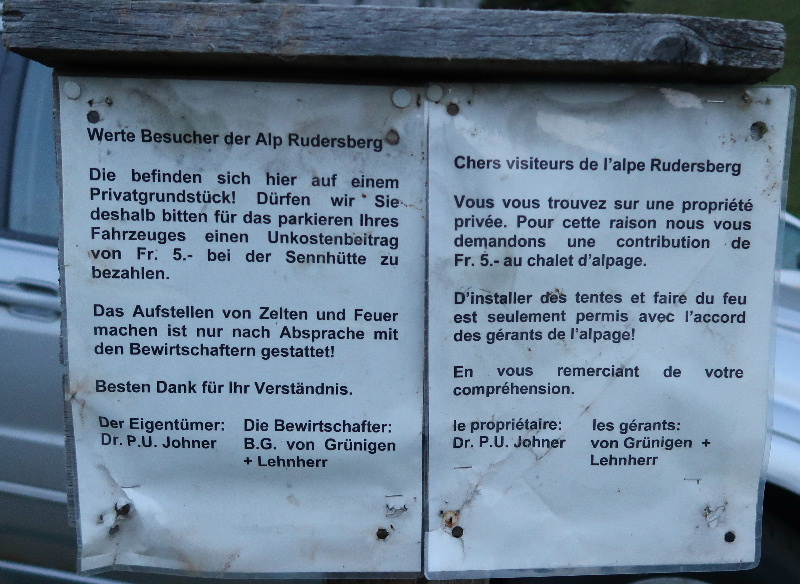 Werte Besucher der Alp Rudersberg
Die befinden sich hier auf einem
Privatgrundstück! Dürfen wir Sie
deshalb bitten für das parkieren Ihres
Fahrzeuges einen Unkostenbeitrag
von Fr. 5.- bei der Sennhütte zu
bezahlen.
Das Aufstellen von Zelten und Feuer
machen ist nur nach Absprache mit
den Bewirtschaftern gestattet!
Besten Dank für Ihr Verständnis.
Der Eigentümer: Die Bewirtschafter:
Dr. P.U. Johner B.G. von Grünigen
+ Lehnherr
Chers visiteurs de l'alpe Rudersberg
Vous vous trouvez sur une propriété
privée. Pour cette raison nous vous
demandons une contribution de
Fr. 5.- au chalet d'alpage.
D'installer des tentes et faire du feu
est seulement permis avec l'accord
des gérants de l'alpage!
En vous remerciant de votre
compréhension.
le propriétaire: les gérants:
Dr. P.U. Johner von Grünigen +
Lehnherr